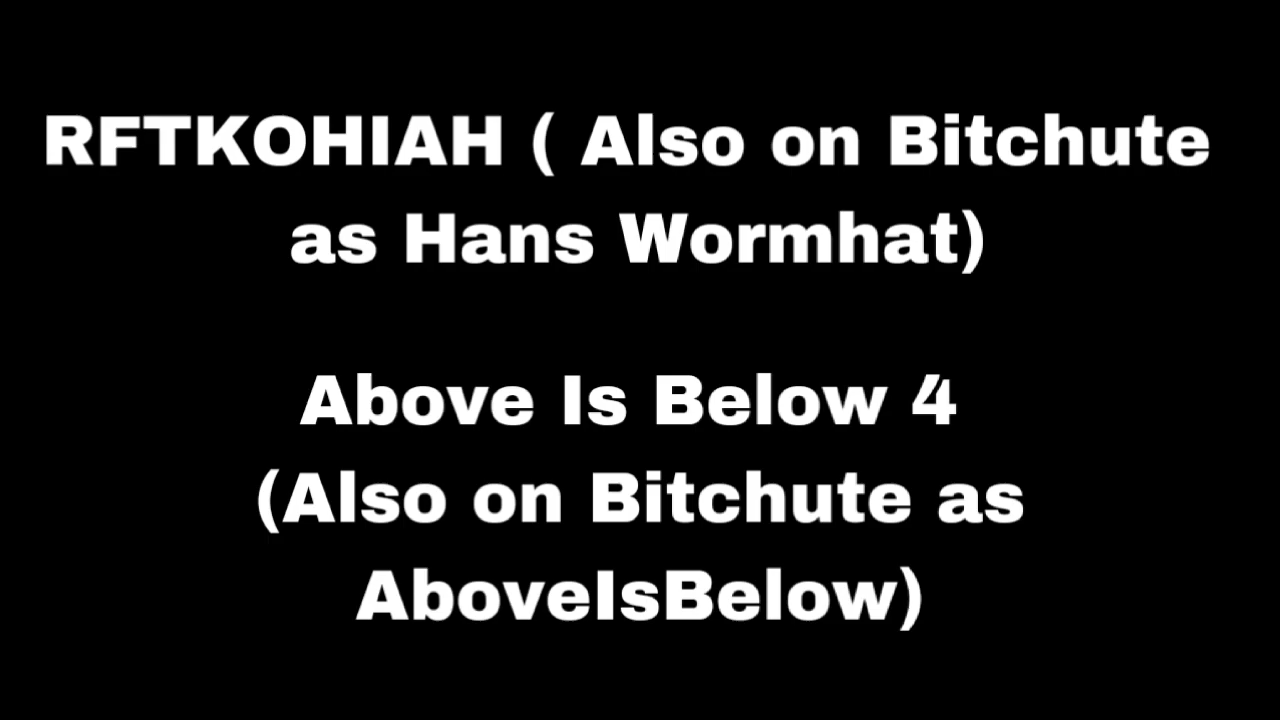 RFTKOHIAH ( Also on Bitchute
as Hans Wormhat)
Above Is Below 4
(Also on Bitchute as
AboveIsBelow)